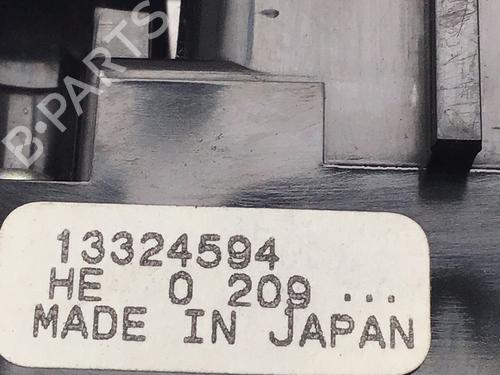 B-PARTS
13324594
HE 0 209 ...
MADE IN JAPAN